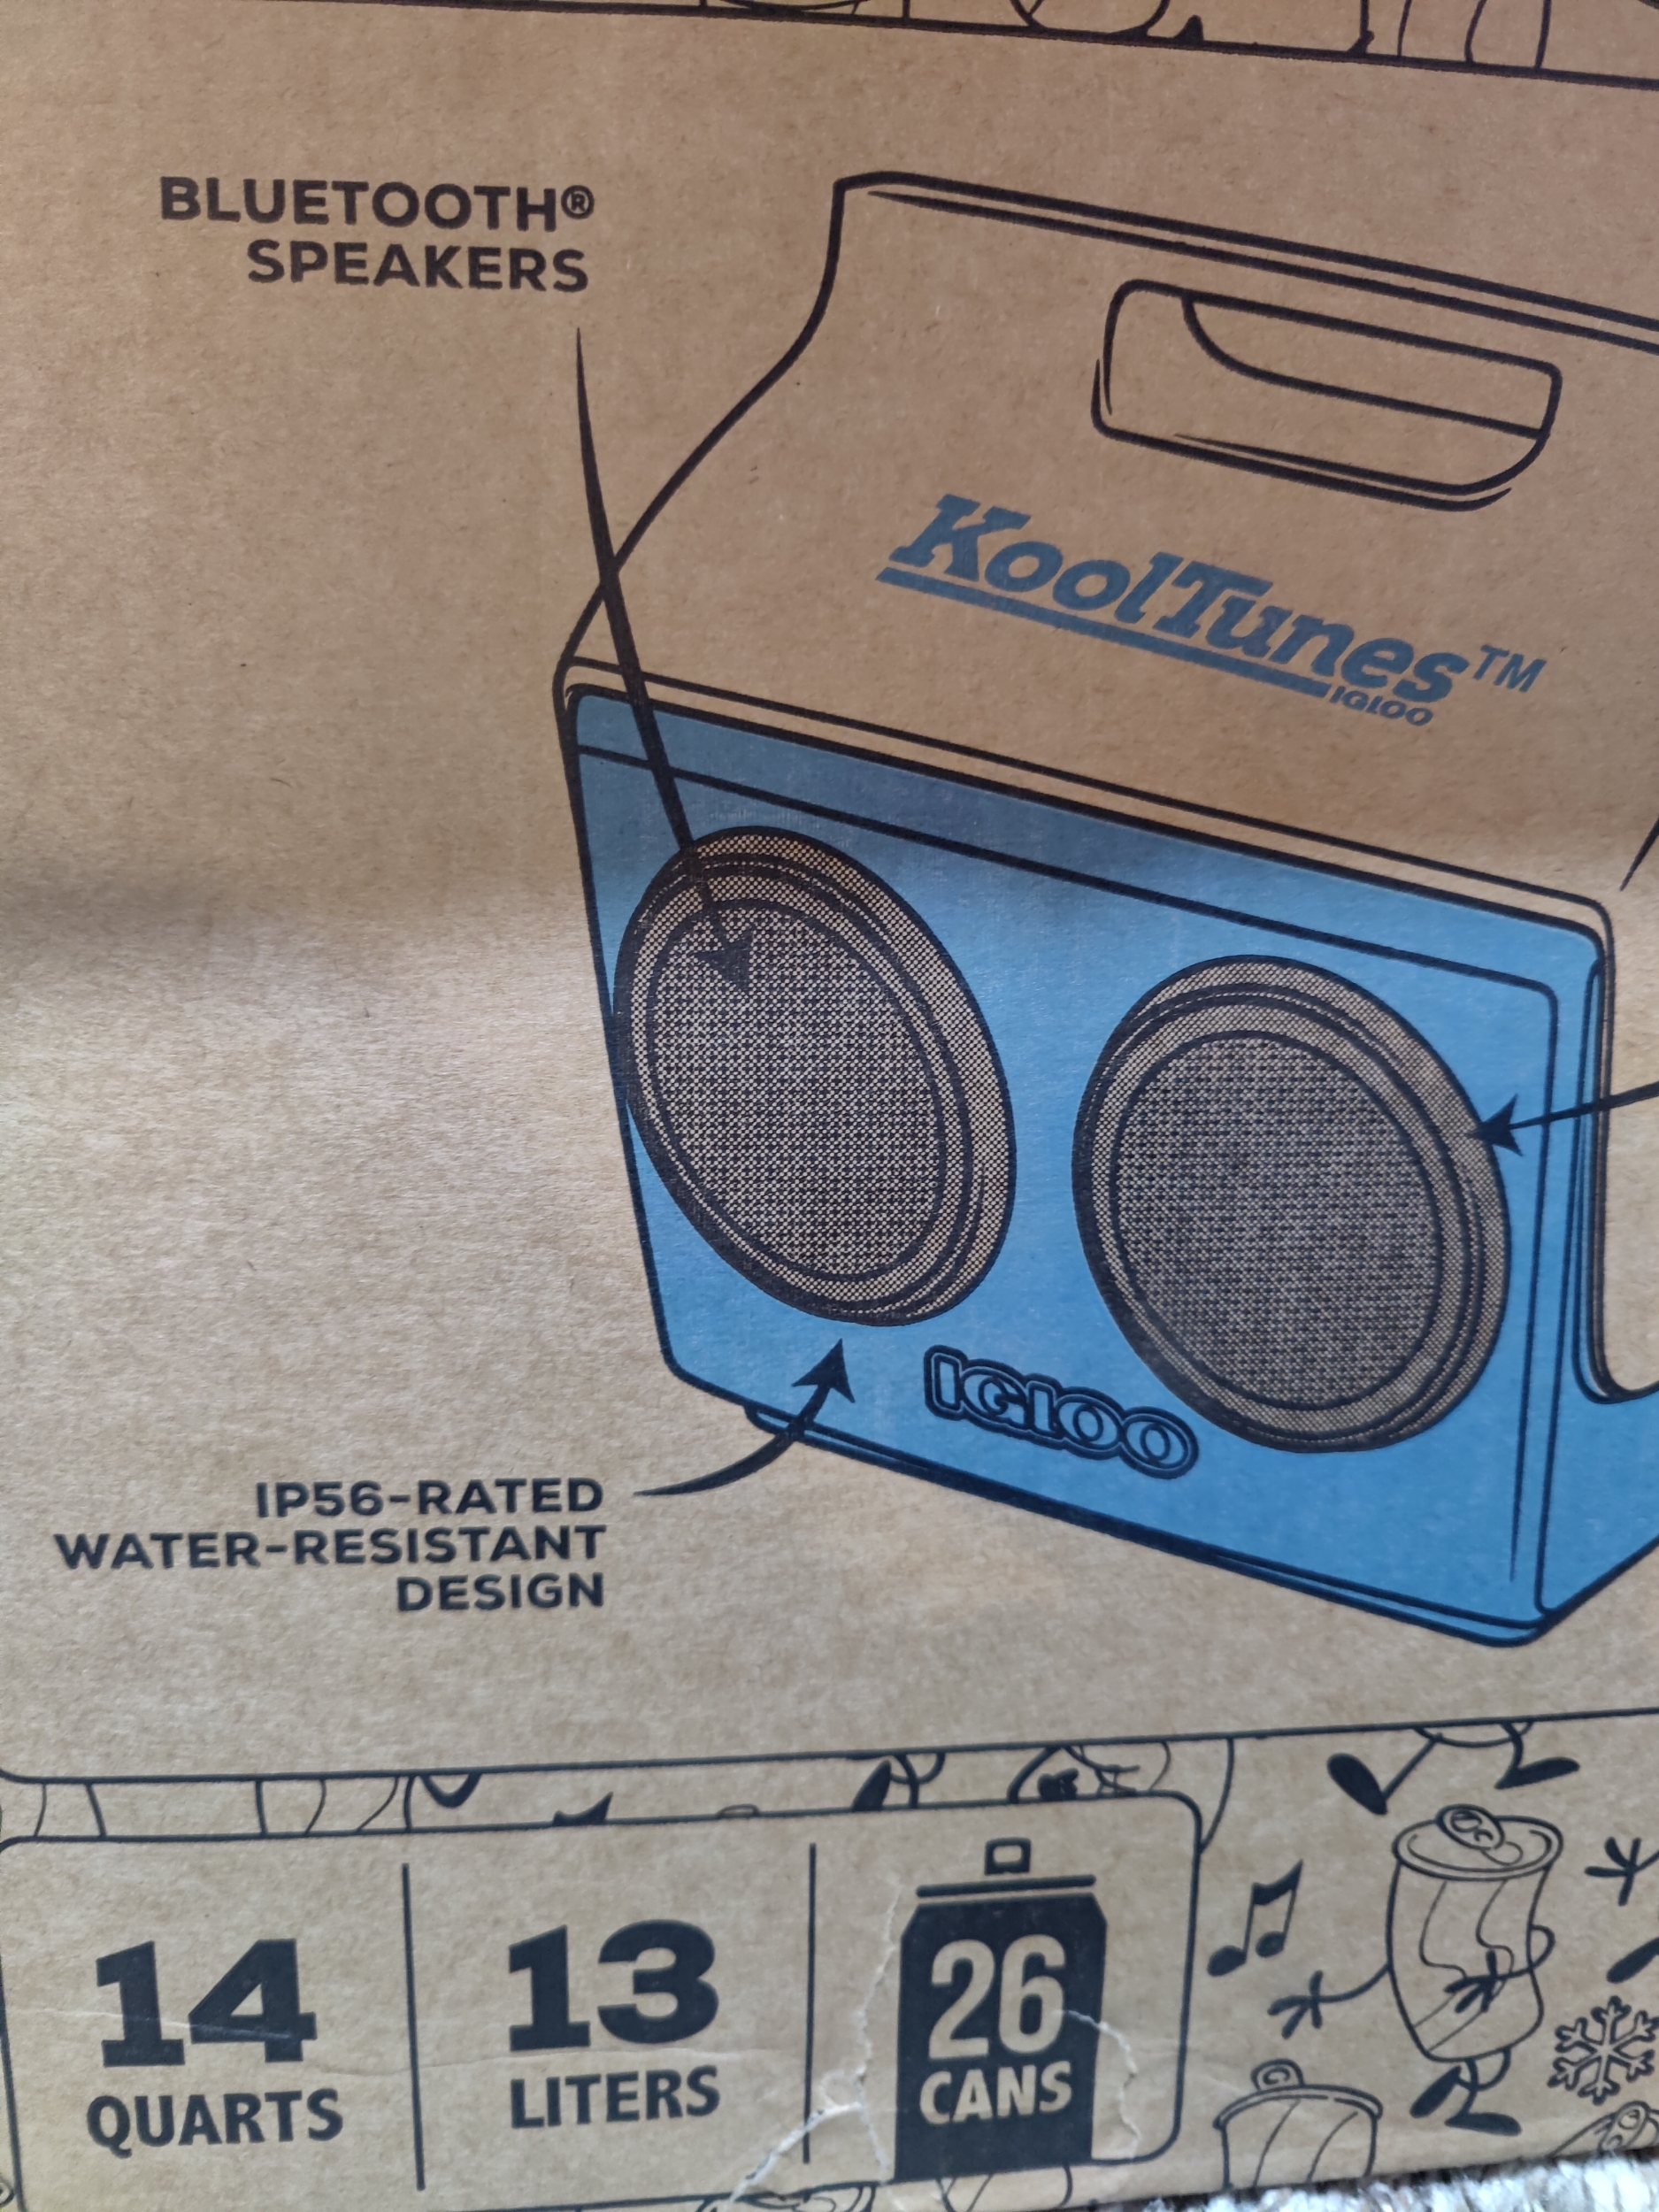 BLUETOOTH®
SPEAKERS
KoolTunes™
IGLOO
IGLOO
IP56-RATED
WATER-RESISTANT
DESIGN
14
QUARTS
13
LITERS
26
CANS